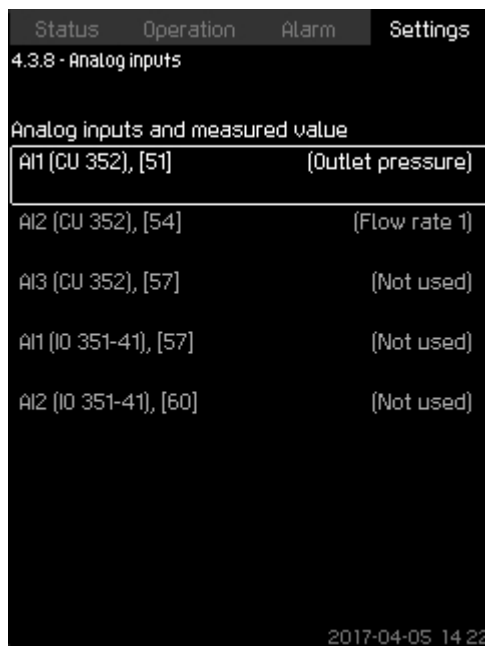 Status Operation Alarm Settings
4.3.8 - Analog inputs
Analog inputs and measured value
AI1 (CU 352), [51] (Outlet pressure)
AI2 (CU 352), [54] (Flow rate 1)
AI3 (CU 352), [57] (Not used)
AI1 (IO 351-41), [57] (Not used)
AI2 (IO 351-41), [60] (Not used)
2017-04-05 14:22